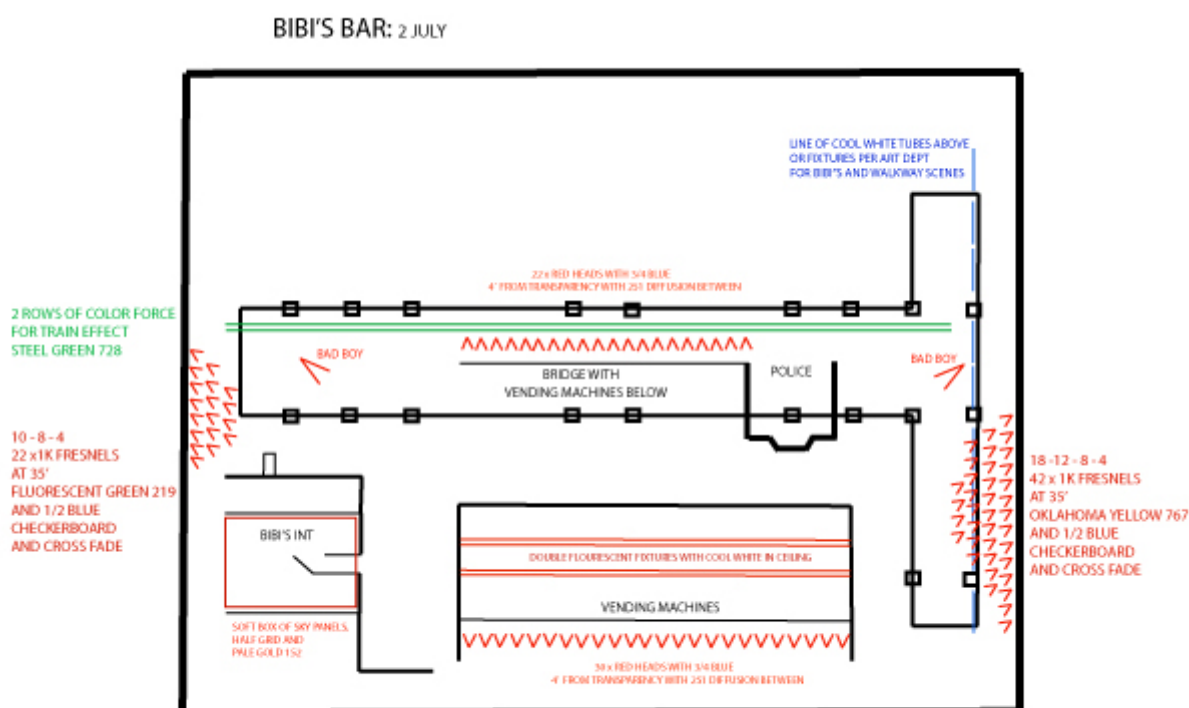 BIBI'S BAR: 2 JULY
LINE OF COOL WHITE TUBES ABOVE
OR FIXTURES PER ART DEPT
FOR BIBI'S AND WALKWAY SCENES
22 x RED HEADS WITH 3/4 BLUE
4' FROM TRANSPARENCY WITH 251 DIFFUSION BETWEEN
2 ROWS OF COLOR FORCE
FOR TRAIN EFFECT
STEEL GREEN 728
BAD BOY
BRIDGE WITH
VENDING MACHINES BELOW
POLICE
BAD BOY
10 - 8 - 4
22 x1K FRESNELS
AT 35'
FLUORESCENT GREEN 219
AND 1/2 BLUE
CHECKERBOARD
AND CROSS FADE
18 -12 - 8 - 4
42 x 1K FRESNELS
AT 35'
OKLAHOMA YELLOW 767
AND 1/2 BLUE
CHECKERBOARD
AND CROSS FADE
BIBI'S INT
DOUBLE FLOURESCENT FIXTURES WITH COOL WHITE IN CEILING
VENDING MACHINES
SOFT BOX OF SKY PANELS,
HALF GRID AND
PALE GOLD 152
30 x RED HEADS WITH 3/4 BLUE
4' FROM TRANSPARENCY WITH 251 DIFFUSION BETWEEN